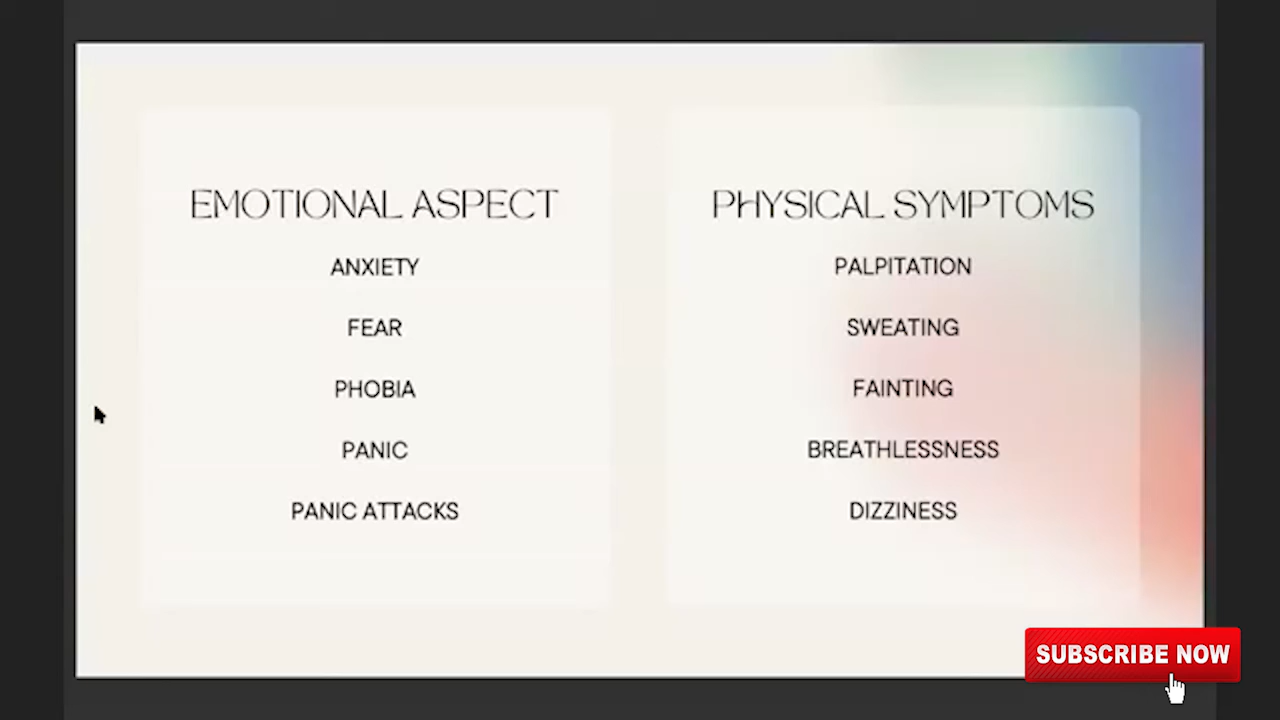 EMOTIONAL ASPECT
ANXIETY
FEAR
PHOBIA
PANIC
PANIC ATTACKS
PHYSICAL SYMPTOMS
PALPITATION
SWEATING
FAINTING
BREATHLESSNESS
DIZZINESS
SUBSCRIBE NOW